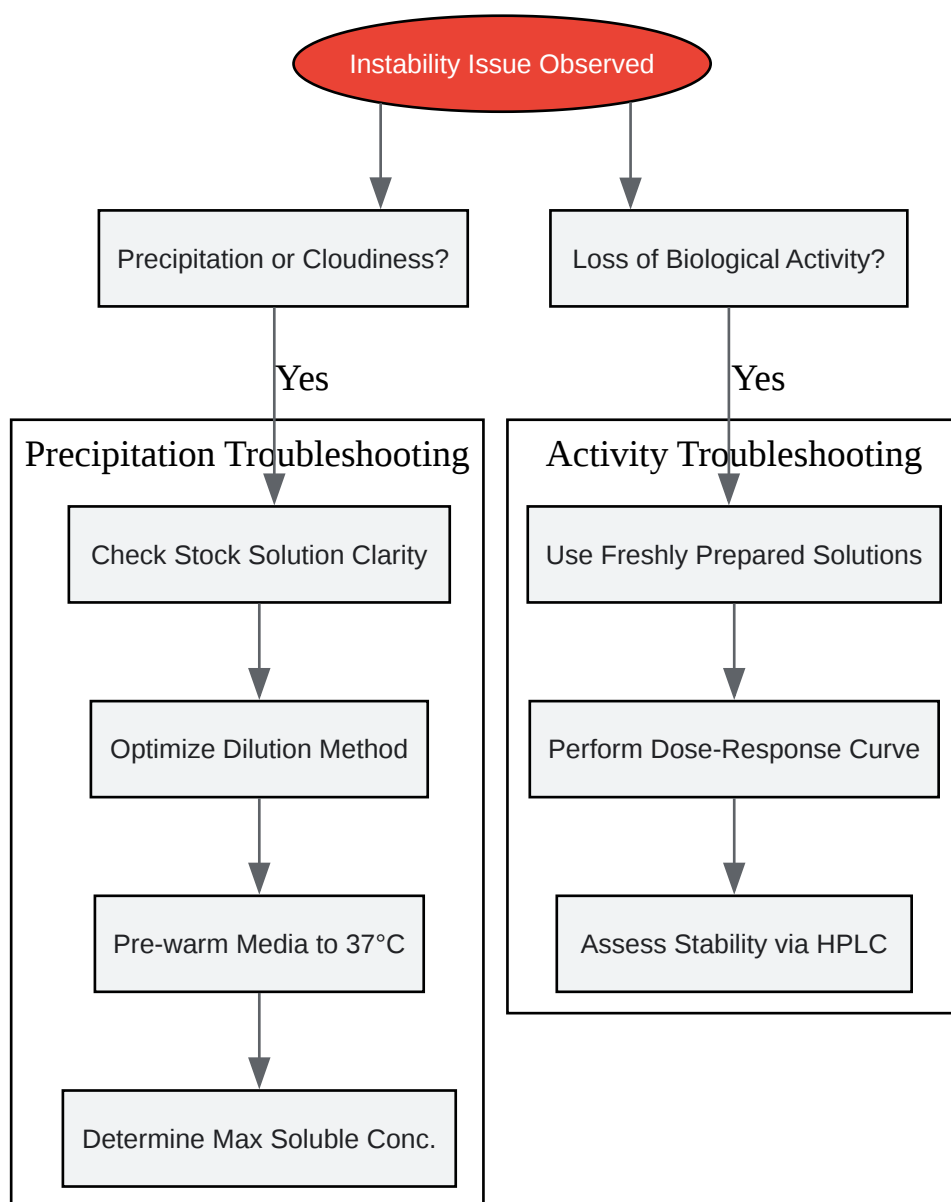 Instability Issue Observed
Precipitation or Cloudiness?
Loss of Biological Activity?
Yes
Yes
Precipitation Troubleshooting
Activity Troubleshooting
Check Stock Solution Clarity
Use Freshly Prepared Solutions
Optimize Dilution Method
Perform Dose-Response Curve
Pre-warm Media to 37°C
Assess Stability via HPLC
Determine Max Soluble Conc.